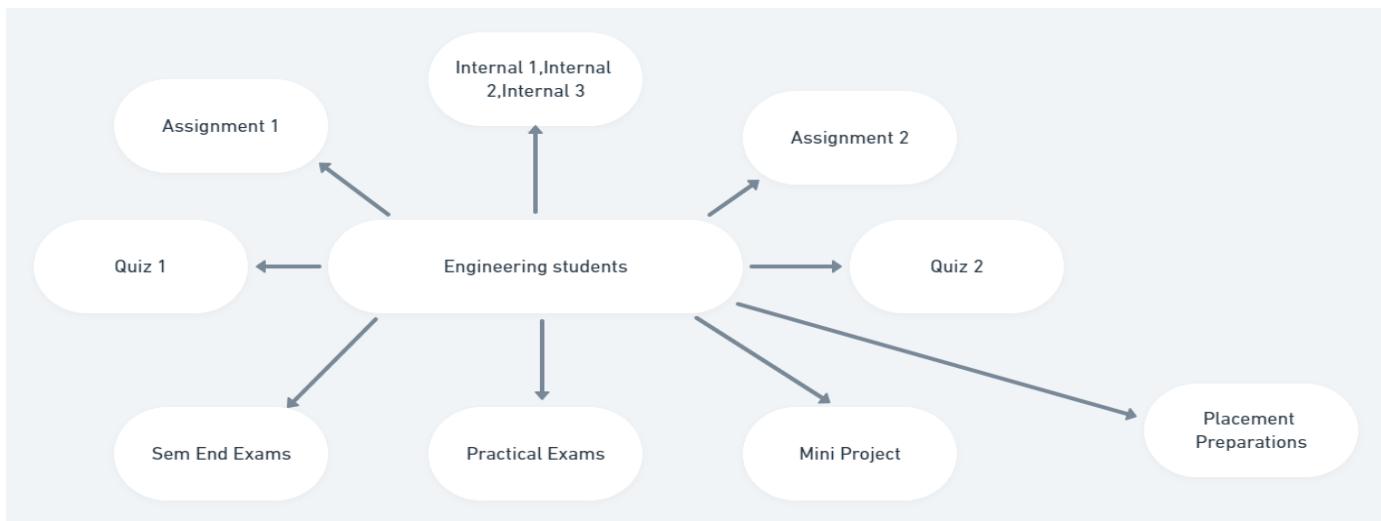 Internal 1,Internal
2,Internal 3
Assignment 1
Assignment 2
Quiz 1
Engineering students
Quiz 2
Placement
Preparations
Sem End Exams
Practical Exams
Mini Project